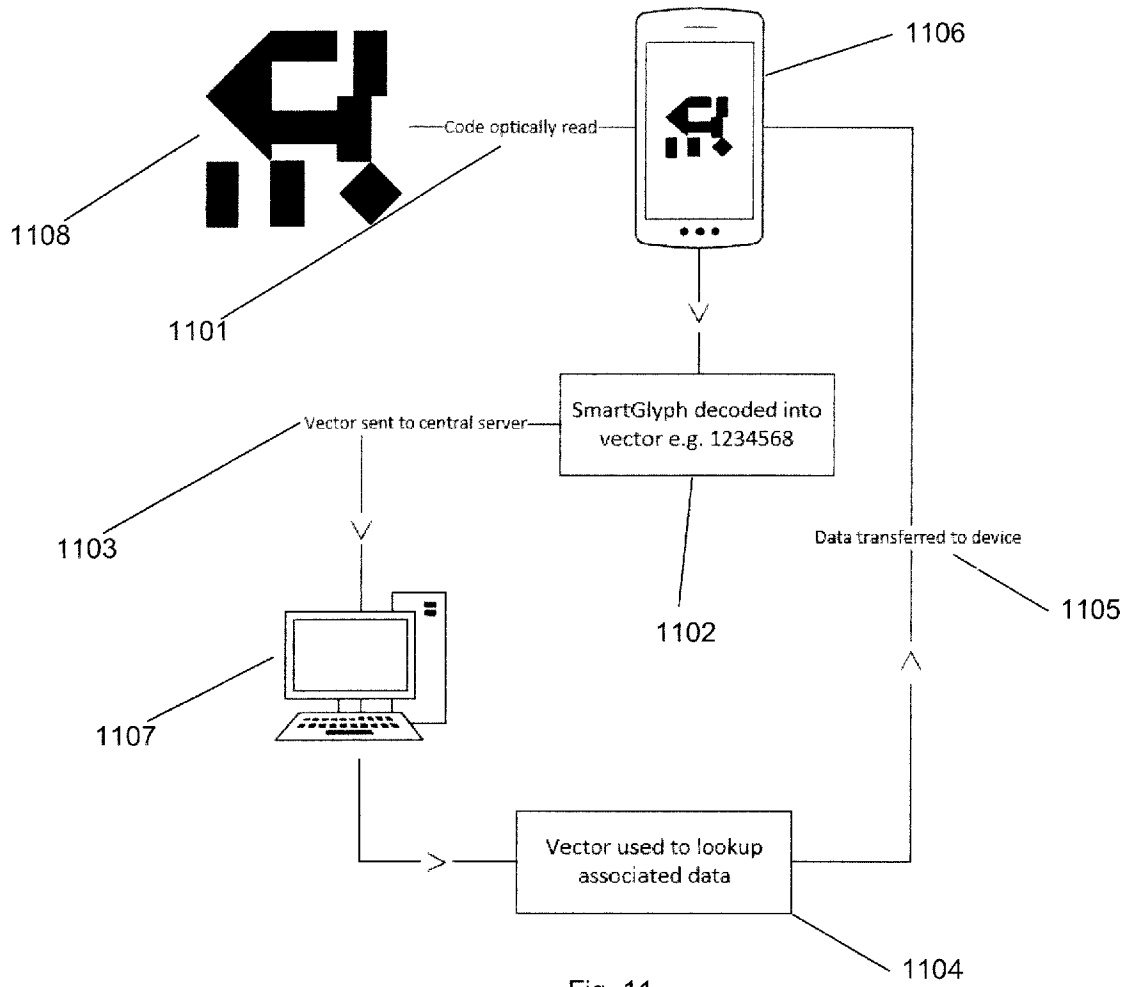 1106
Code optically read
1108
1101
SmartGlyph decoded into
vector e.g. 1234568
Vector sent to central server
1103
Data transferred to device
1105
1102
1107
Vector used to lookup
associated data
1104
Fig. 11